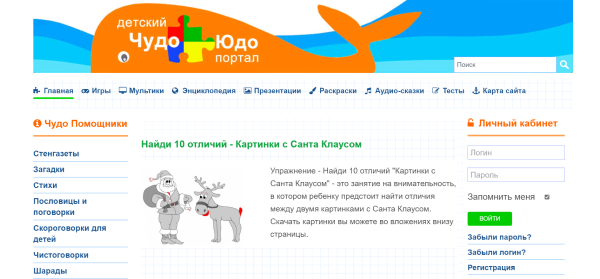 детский
Чудо Юдо
портал
Поиск
Главная Игры Мультики Энциклопедия Презентации Раскраски Аудио-сказки Тесты Карта сайта
Чудо Помощники
Стенгазеты
Загадки
Стихи
Пословицы и
поговорки
Скороговорки для
детей
Чистоговорки
Шарады
Найди 10 отличий - Картинки с Санта Клаусом
Упражнение - Найди 10 отличий "Картинки с
Санта Клаусом" - это занятие на внимательность,
в котором ребенку предстоит найти отличия
между двумя картинками с Санта Клаусом.
Скачать картинки вы можете во вложениях внизу
страницы.
Личный кабинет
Логин
Пароль
Запомнить меня
ВОЙТИ
Забыли пароль?
Забыли логин?
Регистрация